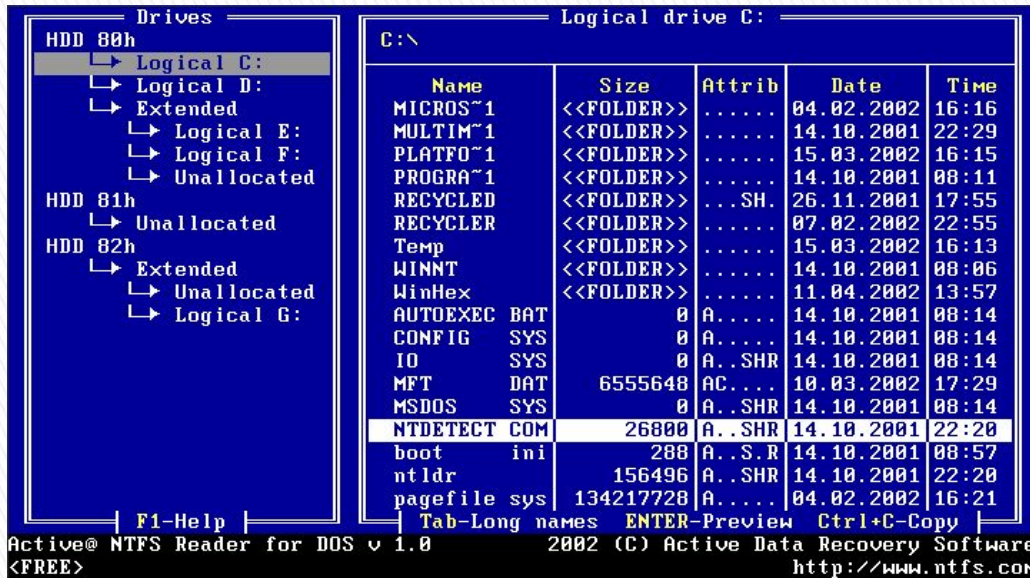 Drives
HDD 80h
Logical C:
Logical D:
Extended
Logical E:
Logical F:
Unallocated
HDD 81h
Unallocated
HDD 82h
Extended
Unallocated
Logical G:
F1-Help
Logical drive C:
C:\
Name Size Attrib Date Time
MICROS~1 <<FOLDER>> ...... 04.02.2002 16:16
MULTIM~1 <<FOLDER>> ...... 14.10.2001 22:29
PLATFO~1 <<FOLDER>> ...... 15.03.2002 16:15
PROGRA~1 <<FOLDER>> ...... 14.10.2001 08:11
RECYCLED <<FOLDER>> ...SH. 26.11.2001 17:55
RECYCLER <<FOLDER>> ...... 07.02.2002 22:55
Temp <<FOLDER>> ...... 15.03.2002 16:13
WINNT <<FOLDER>> ...... 14.10.2001 08:06
WinHex <<FOLDER>> ...... 11.04.2002 13:57
AUTOEXEC BAT 0 A..... 14.10.2001 08:14
CONFIG SYS 0 A..... 14.10.2001 08:14
IO SYS 0 A..SHR 14.10.2001 08:14
MFT DAT 6555648 AC.... 10.03.2002 17:29
MSDOS SYS 0 A..SHR 14.10.2001 08:14
NTDETECT COM 26800 A..SHR 14.10.2001 22:20
boot ini 288 A..S.R 14.10.2001 08:57
ntldr 156496 A..SHR 14.10.2001 22:20
pagefile sys 134217728 A..... 04.02.2002 16:21
Tab-Long names ENTER-Preview Ctrl+C-Copy
Active@ NTFS Reader for DOS v 1.0 2002 (C) Active Data Recovery Software
<FREE> http://www.ntfs.com